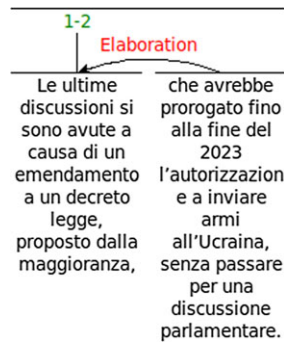 1-2
Elaboration
Le ultime
discussioni si
sono avute a
causa di un
emendamento
a un decreto
legge,
proposto dalla
maggioranza,
che avrebbe
prorogato fino
alla fine del
2023
l'autorizzazion
e a inviare
armi
all'Ucraina,
senza passare
per una
discussione
parlamentare.